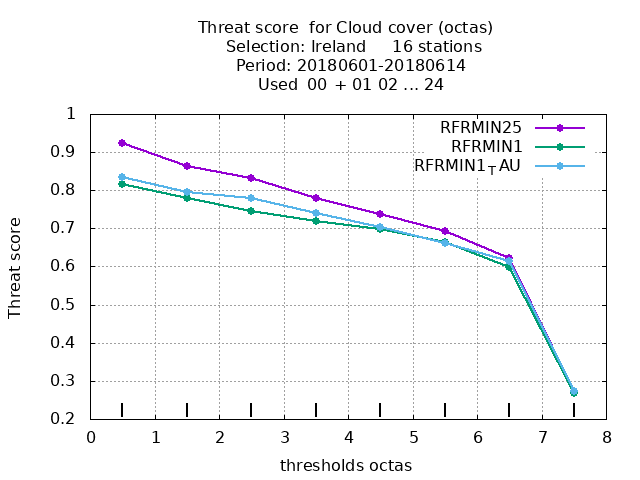 Threat score  for Cloud cover (octas)
Selection: Ireland     16 stations
Period: 20180601-20180614
Used  00  + 01 02 ... 24
1
0.9
0.8
0.7
0.6
0.5
0.4
0.3
0.2
0 1 2 3 4 5 6 7 8
Threat score
thresholds octas
RFRMIN25
RFRMIN1
RFRMIN1TAU